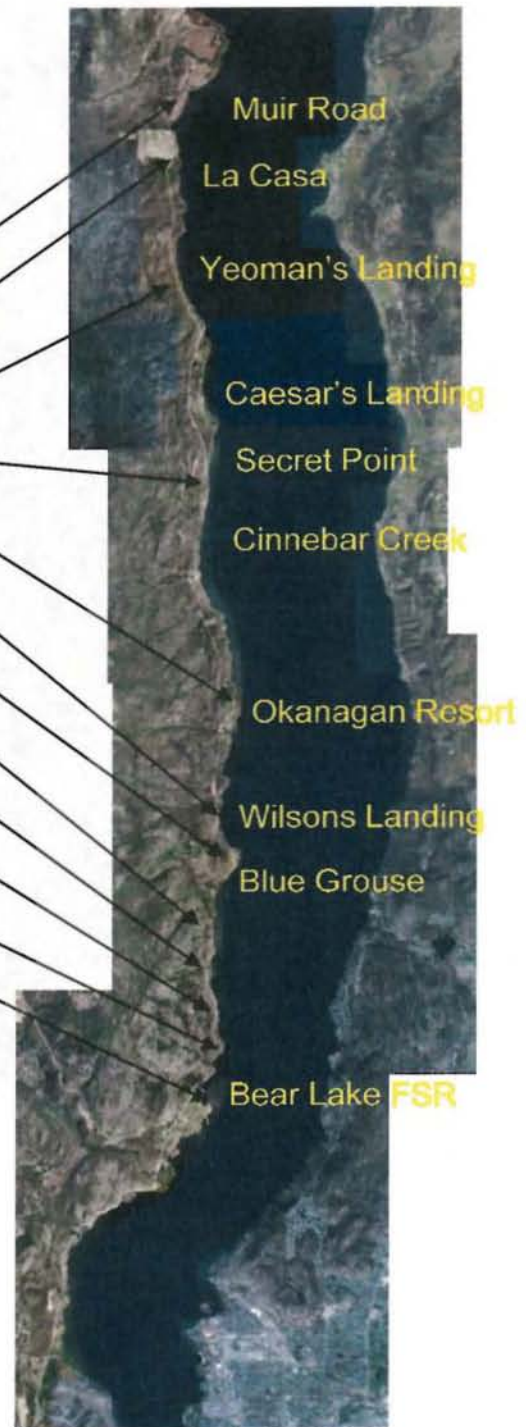 Muir Road
La Casa
Yeoman's Landing
Caesar's Landing
Secret Point
Cinnebar Creek
Okanagan Resort
Wilsons Landing
Blue Grouse
Bear Lake FSR